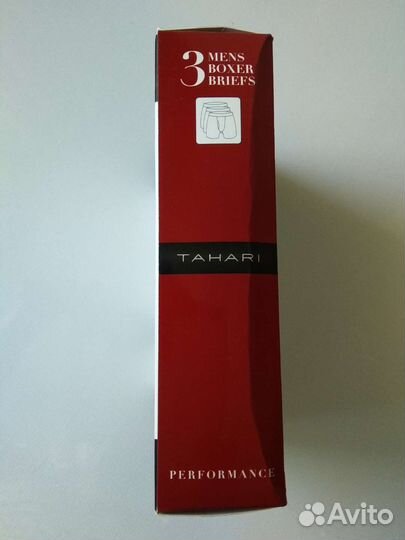 3 MENS
BOXER
BRIEFS
TAHARI
PERFORMANCE
Avito